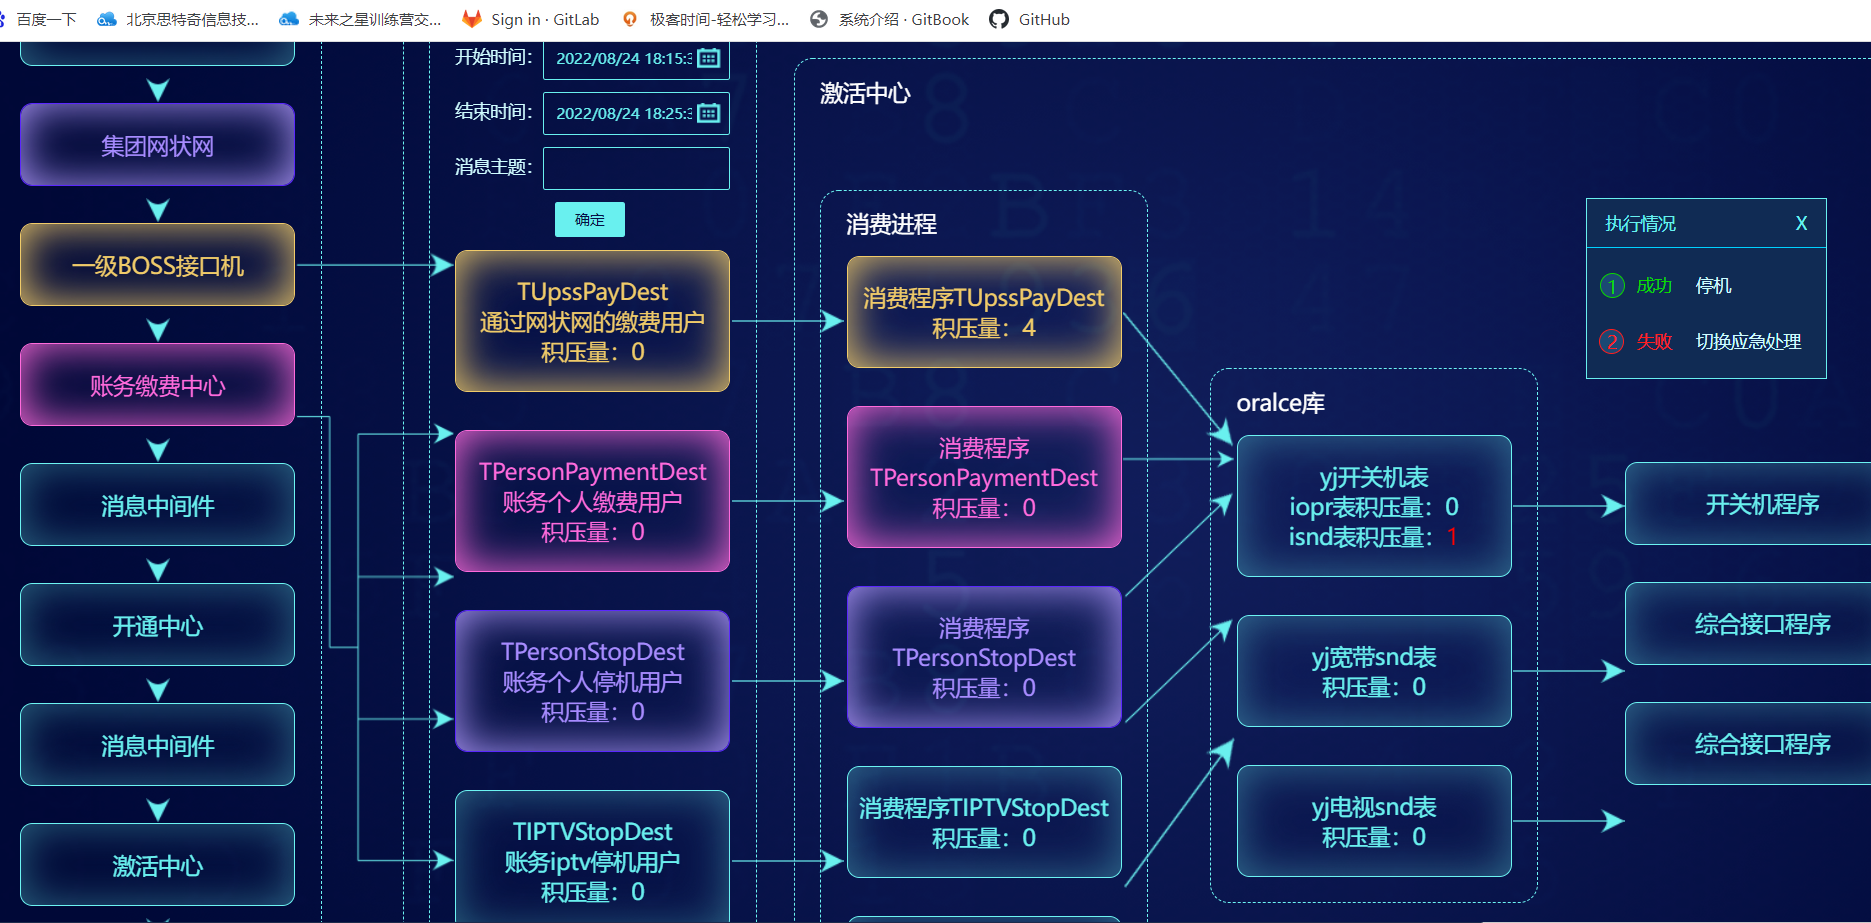 百度一下
北京思特奇信息技...
未来之星训练营交...
Sign in · GitLab
极客时间-轻松学习...
系统介绍 · GitBook
GitHub
集团网状网
一级BOSS接口机
账务缴费中心
消息中间件
开通中心
消息中间件
激活中心
开始时间：
2022/08/24 18:15:3
结束时间：
2022/08/24 18:25:3
消息主题：
确定
TUpssPayDest
通过网状网的缴费用户
积压量：0
TPersonPaymentDest
账务个人缴费用户
积压量：0
TPersonStopDest
账务个人停机用户
积压量：0
TIPTVStopDest
账务iptv停机用户
积压量：0
激活中心
消费进程
消费程序TUpssPayDest
积压量：4
消费程序
TPersonPaymentDest
积压量：0
消费程序
TPersonStopDest
积压量：0
消费程序TIPTVStopDest
积压量：0
oralce库
yj开关机表
iopr表积压量：0
isnd表积压量：1
yj宽带snd表
积压量：0
yj电视snd表
积压量：0
执行情况 X
1 成功 停机
2 失败 切换应急处理
开关机程序
综合接口程序
综合接口程序